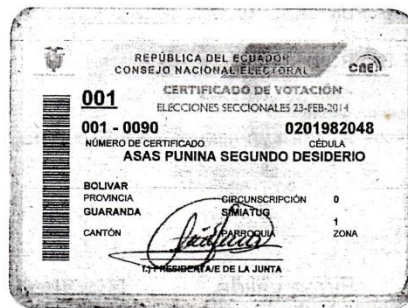 REPÚBLICA DEL ECUADOR
CONSEJO NACIONAL ELECTORAL
cne
CERTIFICADO DE VOTACIÓN
001
ELECCIONES SECCIONALES 23-FEB-2014
001 - 0090 0201982048
NÚMERO DE CERTIFICADO CÉDULA
ASAS PUNINA SEGUNDO DESIDERIO
BOLIVAR
PROVINCIA CIRCUNSCRIPCIÓN 0
GUARANDA SIMIATUG
1
CANTÓN PARROQUIA ZONA
PRESIDENTA/E DE LA JUNTA